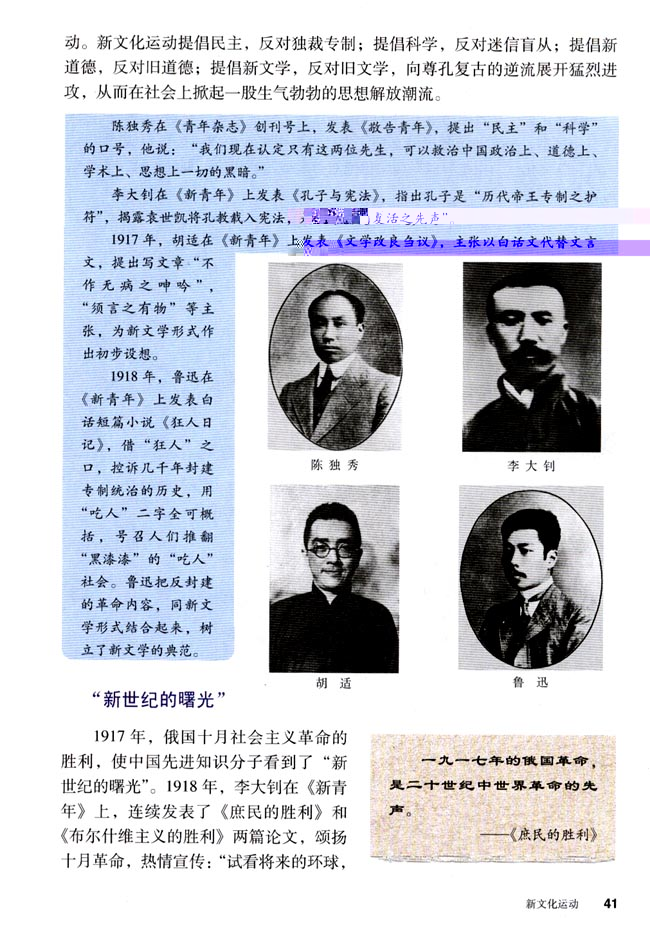 动。新文化运动提倡民主，反对独裁专制；提倡科学，反对迷信盲从；提倡新
道德，反对旧道德；提倡新文学，反对旧文学，向尊孔复古的逆流展开猛烈进
攻，从而在社会上掀起一股生气勃勃的思想解放潮流。
陈独秀在《青年杂志》创刊号上，发表《敬告青年》，提出“民主”和“科学”
的口号，他说：“我们现在认定只有这两位先生，可以救治中国政治上、道德上、
学术上、思想上一切的黑暗。”
李大钊在《新青年》上发表《孔子与宪法》，指出孔子是“历代帝王专制之护
符”，揭露袁世凯将孔教载入宪法，复活之先声”。
1917年，胡适在《新青年》上发表《文学改良刍议》，主张以白话文代替文言
文，提出写文章“不
作无病之呻吟”，
“须言之有物”等主
张，为新文学形式作
出初步设想。
1918年，鲁迅在
《新青年》上发表白
话短篇小说《狂人日
记》，借“狂人”之
口，控诉几千年封建
专制统治的历史，用
“吃人”二字全可概
括，号召人们推翻
“黑漆漆”的“吃人”
社会。鲁迅把反封建
的革命内容，同新文
学形式结合起来，树
立了新文学的典范。
陈独秀
李大钊
胡适
鲁迅
“新世纪的曙光”
1917年，俄国十月社会主义革命的
胜利，使中国先进知识分子看到了“新
世纪的曙光”。1918年，李大钊在《新青
年》上，连续发表了《庶民的胜利》和
《布尔什维主义的胜利》两篇论文，颂扬
十月革命，热情宣传：“试看将来的环球，
一九一七年的俄国革命，
是二十世纪中世界革命的先
声。
——《庶民的胜利》
新文化运动 41